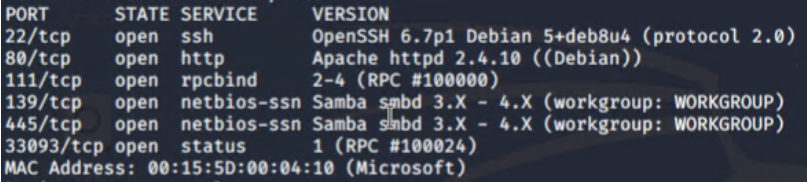 PORT STATE SERVICE VERSION
22/tcp open ssh OpenSSH 6.7p1 Debian 5+deb8u4 (protocol 2.0)
80/tcp open http Apache httpd 2.4.10 ((Debian))
111/tcp open rpcbind 2-4 (RPC #100000)
139/tcp open netbios-ssn Samba smbd 3.X - 4.X (workgroup: WORKGROUP)
445/tcp open netbios-ssn Samba smbd 3.X - 4.X (workgroup: WORKGROUP)
33093/tcp open status 1 (RPC #100024)
MAC Address: 00:15:5D:00:04:10 (Microsoft)